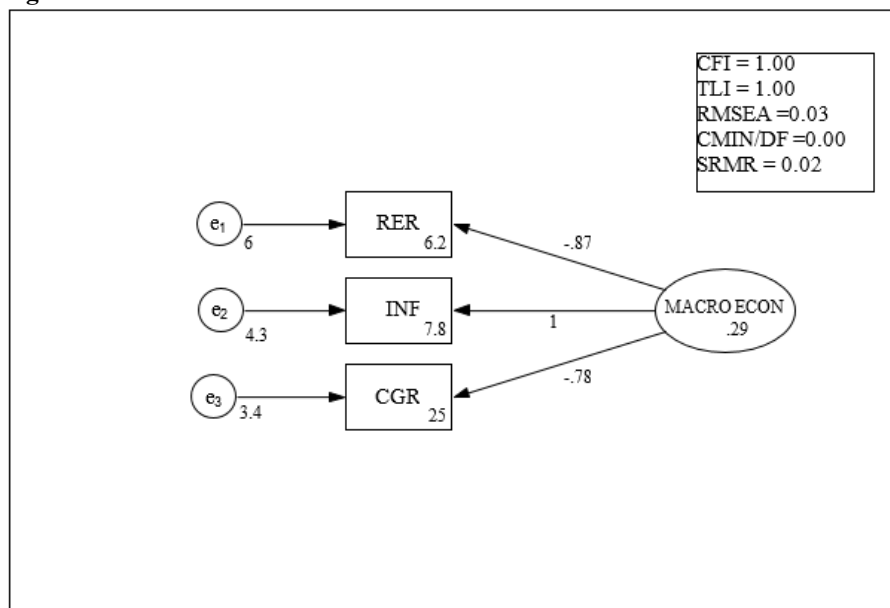 CFI = 1.00
TLI = 1.00
RMSEA =0.03
CMIN/DF =0.00
SRMR = 0.02
e1
6
RER
6.2
-.87
e2
4.3
INF
7.8
1
MACRO ECON
.29
e3
3.4
CGR
25
-.78